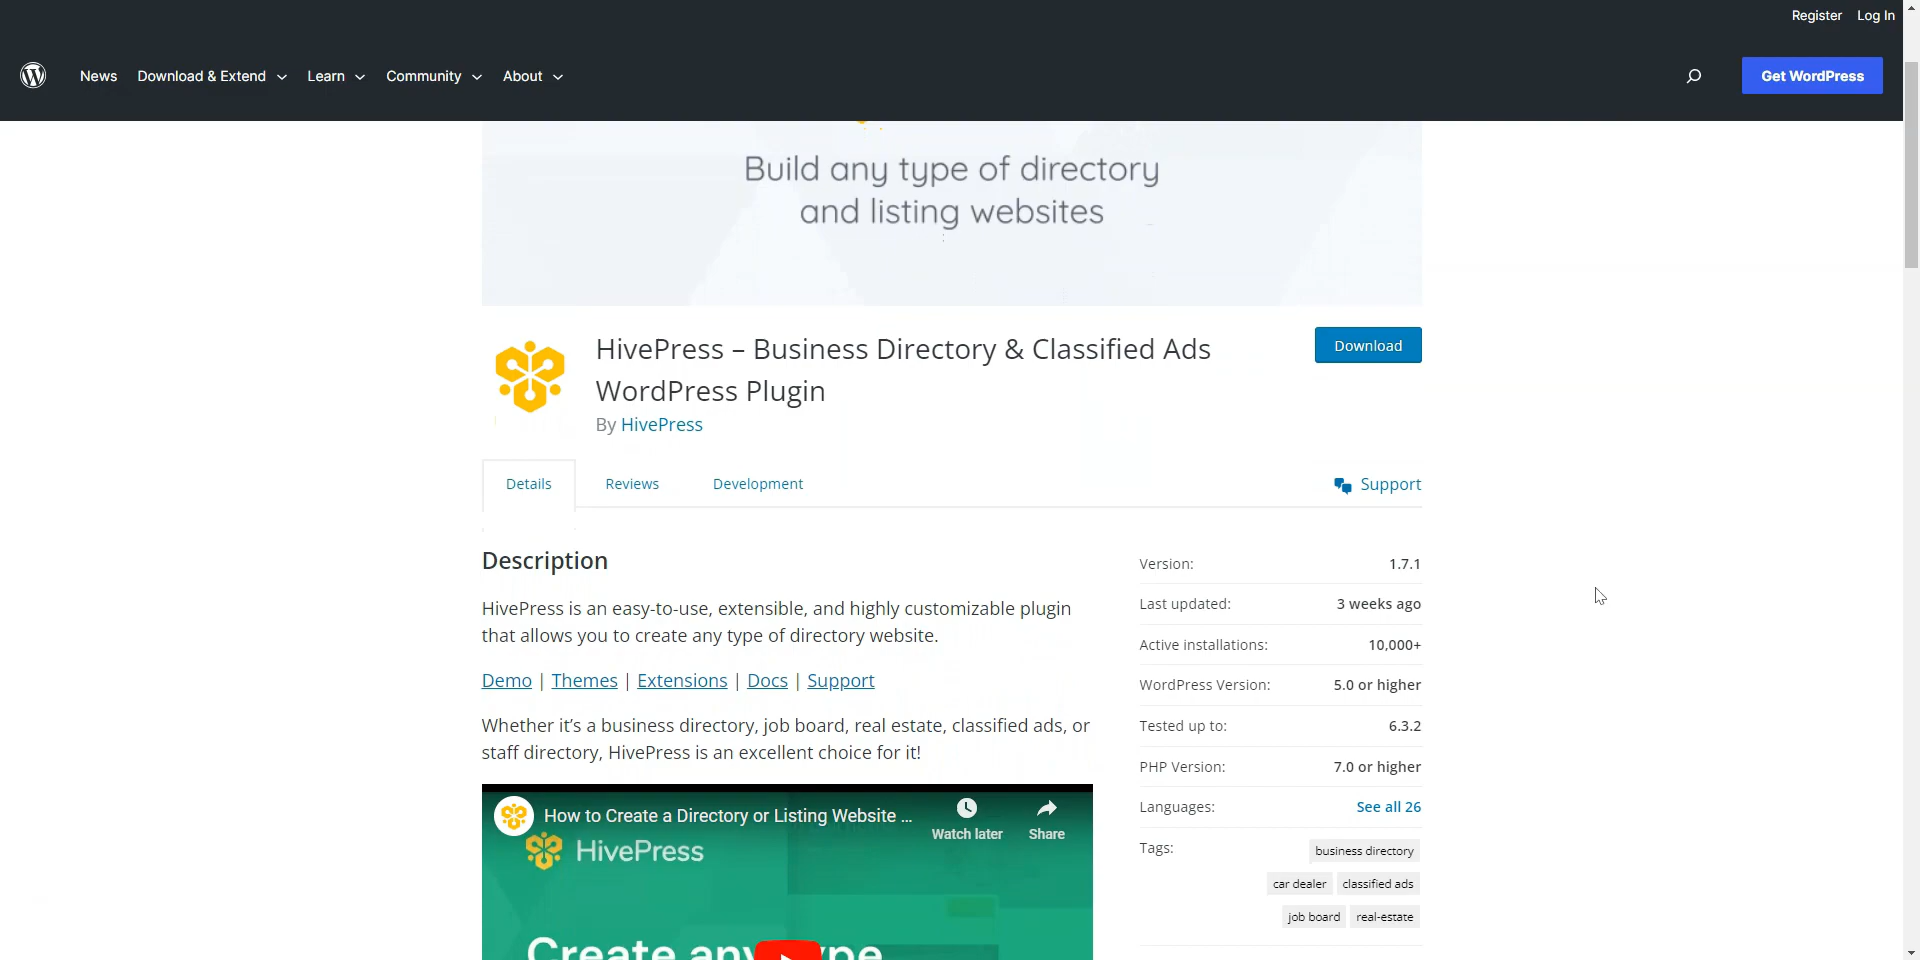 Register Log In
News Download & Extend Learn Community About Get WordPress
Build any type of directory
and listing websites
HivePress – Business Directory & Classified Ads
WordPress Plugin
Download
By HivePress
Details Reviews Development Support
Description
HivePress is an easy-to-use, extensible, and highly customizable plugin
that allows you to create any type of directory website.
Demo | Themes | Extensions | Docs | Support
Whether it’s a business directory, job board, real estate, classified ads, or
staff directory, HivePress is an excellent choice for it!
How to Create a Directory or Listing Website ...
Watch later Share
HivePress
Create any type
Version: 1.7.1
Last updated: 3 weeks ago
Active installations: 10,000+
WordPress Version: 5.0 or higher
Tested up to: 6.3.2
PHP Version: 7.0 or higher
Languages: See all 26
Tags: business directory
car dealer classified ads
job board real-estate